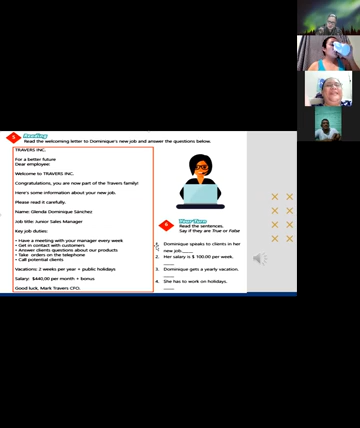 5
Reading
Read the welcoming letter to Dominique's new job and answer the questions below.
TRAVERS INC.
For a better future
Dear employee:
Welcome to TRAVERS INC.
Congratulations, you are now part of the Travers family!
Here's some information about your new job,
Please read it carefully.
Name: Glenda Dominique Sánchez
Job title: Junior Sales Manager
Key job duties:
• Have a meeting with your manager every week
• Get in contact with customers
• Answer clients questions about our products
• Take orders on the telephone
• Call potential clients
Vacations: 2 weeks per year + public holidays
Salary: $440,00 per month + bonus
Good luck, Mark Travers CFO.
6
Your Turn
Read the sentences.
Say if they are True or False
1. Dominique speaks to clients in her
new job.____
2. Her salary is $ 100.00 per week.
____
3. Dominique gets a yearly vacation.
____
4. She has to work on holidays.
____